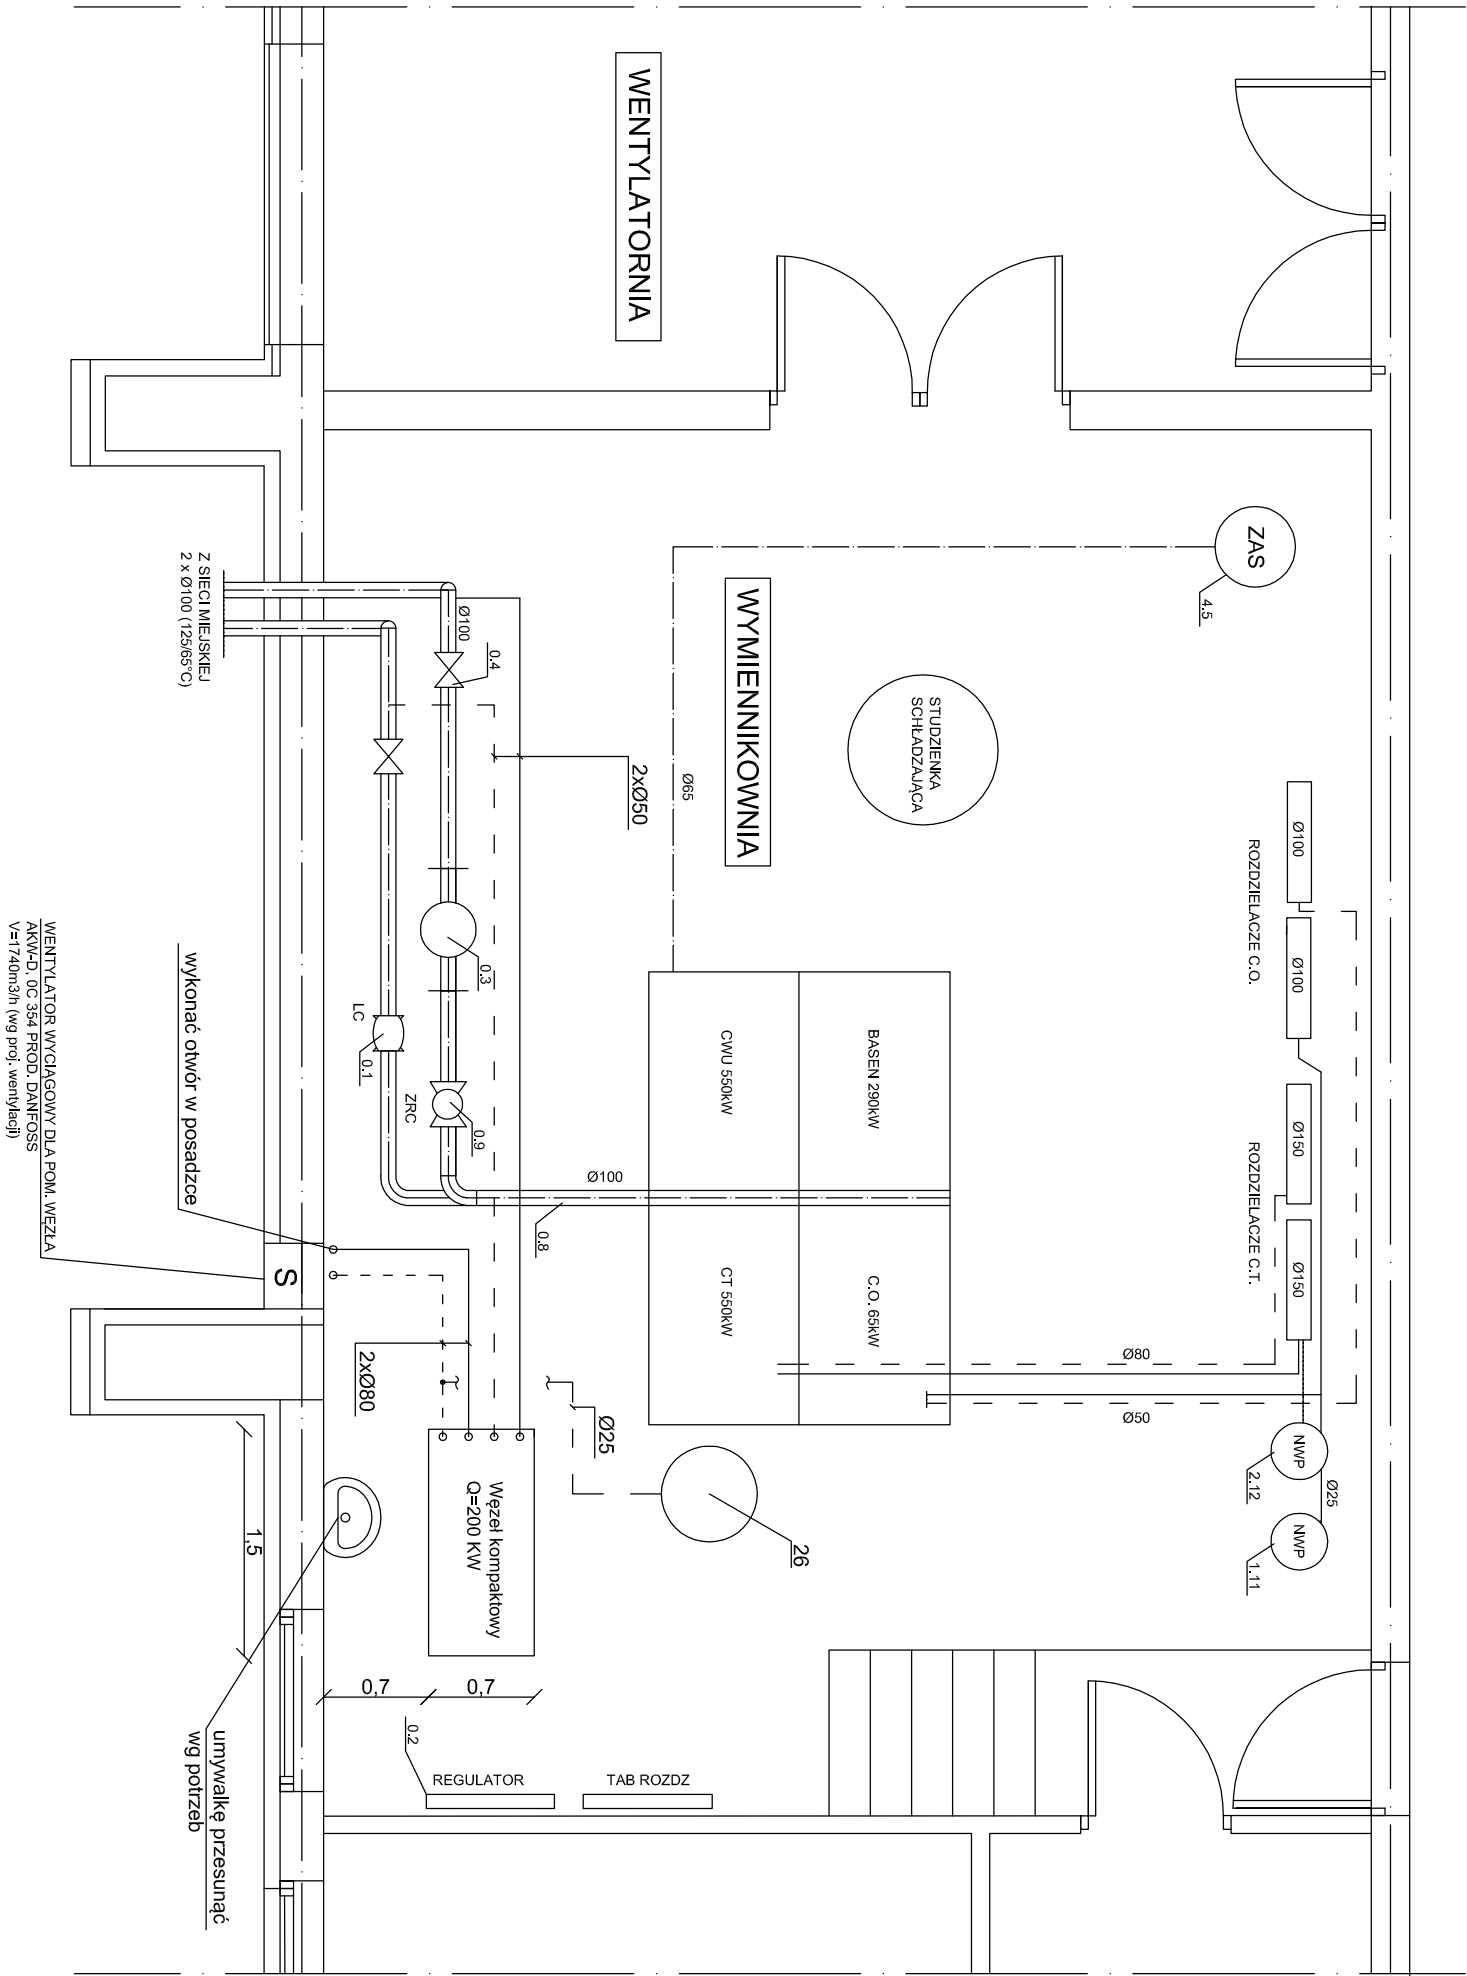 WENTYLATORNIA
ZAS
4.5
WYMIENNIKOWNIA
STUDZIENKA
SCHŁADZAJĄCA
Z SIECI MIEJSKIEJ
2 x Ø100 (125/65°C)
Ø100
0.4
2xØ50
Ø65
Ø100
Ø100
ROZDZIELACZE C.O.
Ø150
Ø150
ROZDZIELACZE C.T.
0.3
LC
0.1
ZRC
0.9
Ø100
0.8
BASEN 290kW
CWU 550kW
C.O. 65kW
CT 550kW
Ø80
Ø50
NWP
2.12
Ø25
NWP
1.11
wykonać otwór w posadzce
WENTYLATOR WYCIĄGOWY DLA POM. WĘZŁA
AKW-D, 0C 354 PROD. DANFOSS
V=1740m3/h (wg proj. wentylacji)
S
2xØ80
Ø25
26
Węzeł kompaktowy
Q=200 KW
1,5
0,7
0,7
umywalkę przesunąć
wg potrzeb
0.2
REGULATOR
TAB ROZDZ